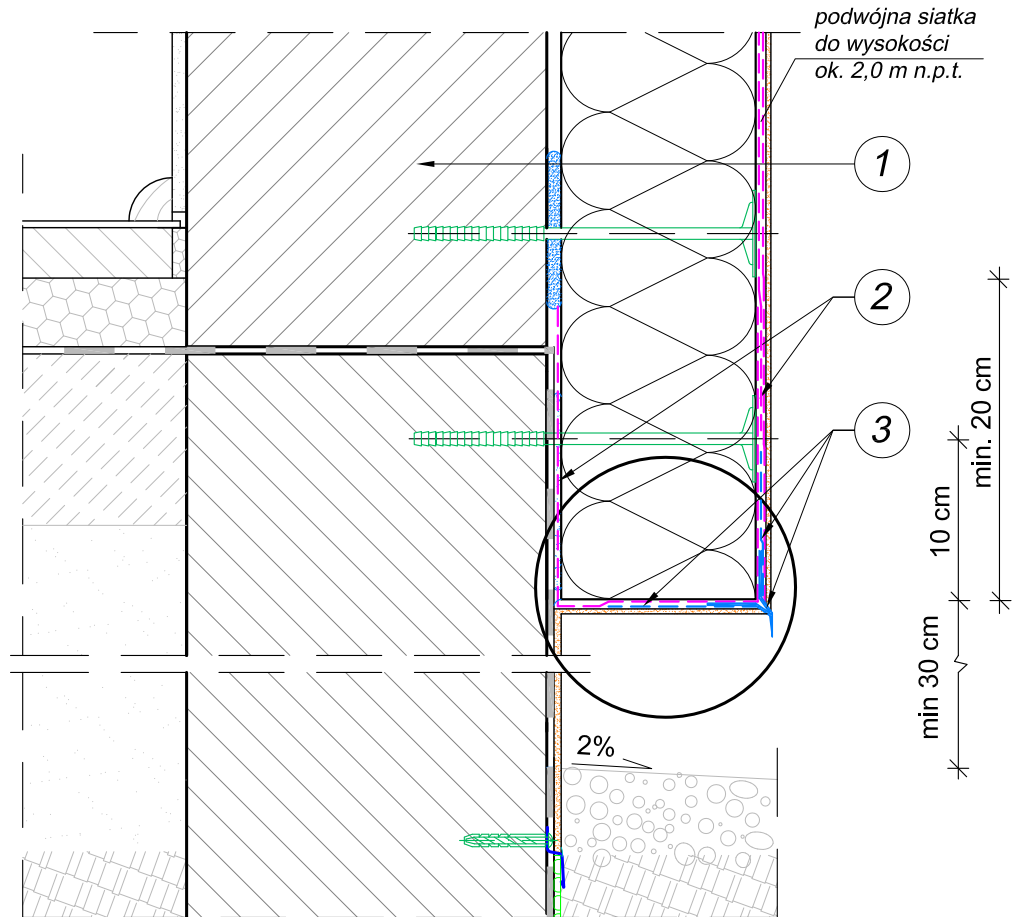 podwójna siatka
do wysokości
ok. 2,0 m n.p.t.
1
2
3
min. 20 cm
10 cm
min 30 cm
2%